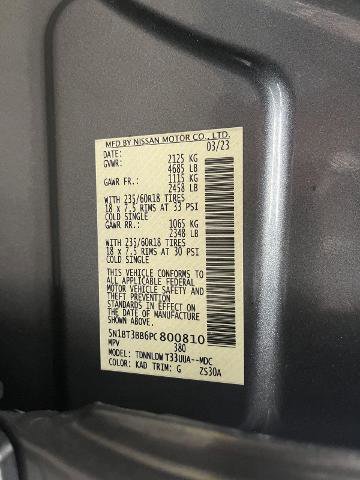 MFD BY NISSAN MOTOR CO., LTD.
DATE: 03/23
GVWR: 2125 KG
4685 LB
GAWR FR.: 1115 KG
2458 LB
WITH 235/60R18 TIRES
18 x 7.5 RIMS AT 33 PSI
COLD SINGLE
GAWR RR.: 1065 KG
2348 LB
WITH 235/60R18 TIRES
18 x 7.5 RIMS AT 30 PSI
COLD SINGLE
THIS VEHICLE CONFORMS TO
ALL APPLICABLE FEDERAL
MOTOR VEHICLE SAFETY AND
THEFT PREVENTION STANDARDS
IN EFFECT ON THE DATE OF
MANUFACTURE SHOWN ABOVE.
5N1BT3BB6PC800810
MPV 380
MODEL: TDNNLDW T33UUA--MDC
COLOR: KAD TRIM: G ZS30A